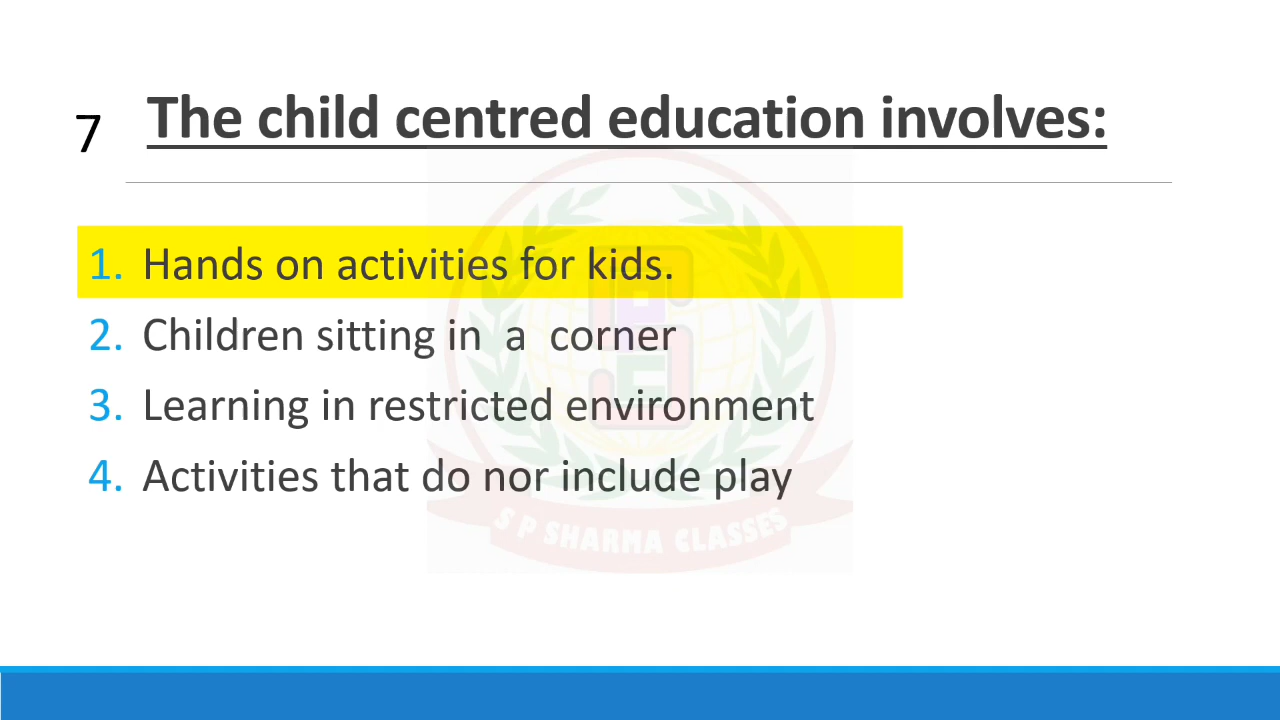 7
The child centred education involves:
1. Hands on activities for kids.
2. Children sitting in a corner
3. Learning in restricted environment
4. Activities that do nor include play
S P SHARMA CLASSES